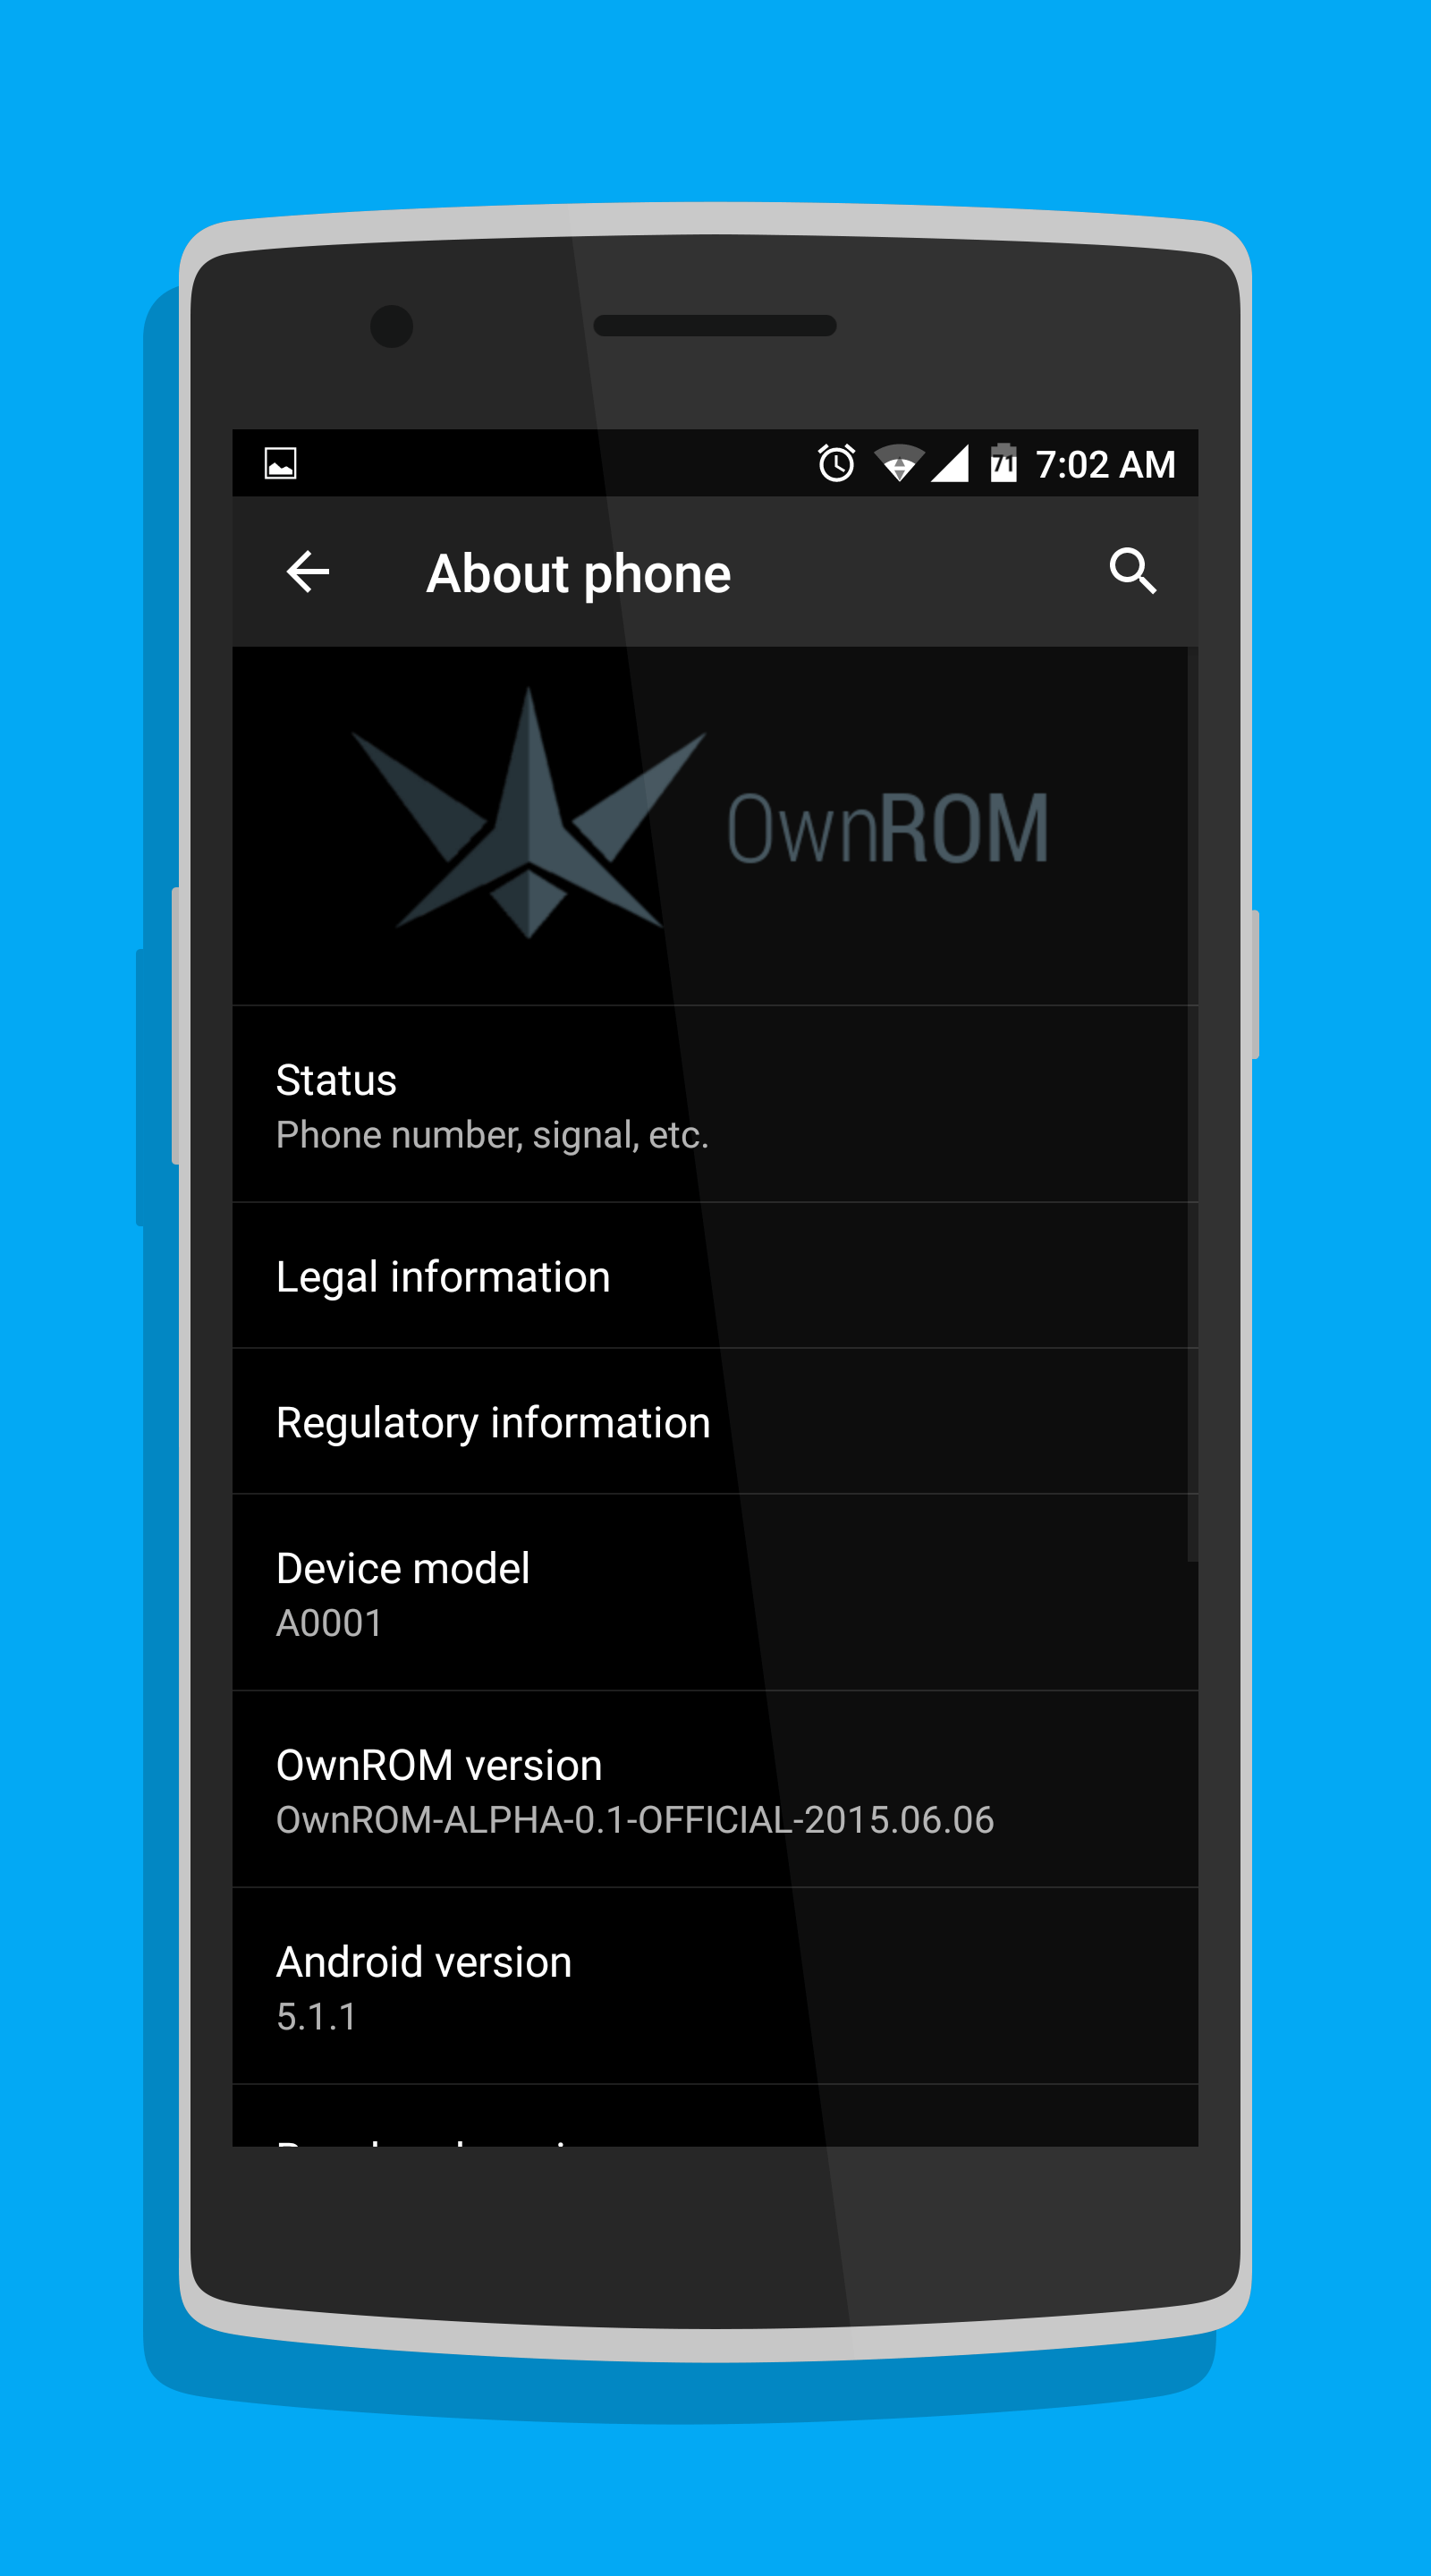 71 7:02 AM
About phone
OwnROM
Status
Phone number, signal, etc.
Legal information
Regulatory information
Device model
A0001
OwnROM version
OwnROM-ALPHA-0.1-OFFICIAL-2015.06.06
Android version
5.1.1